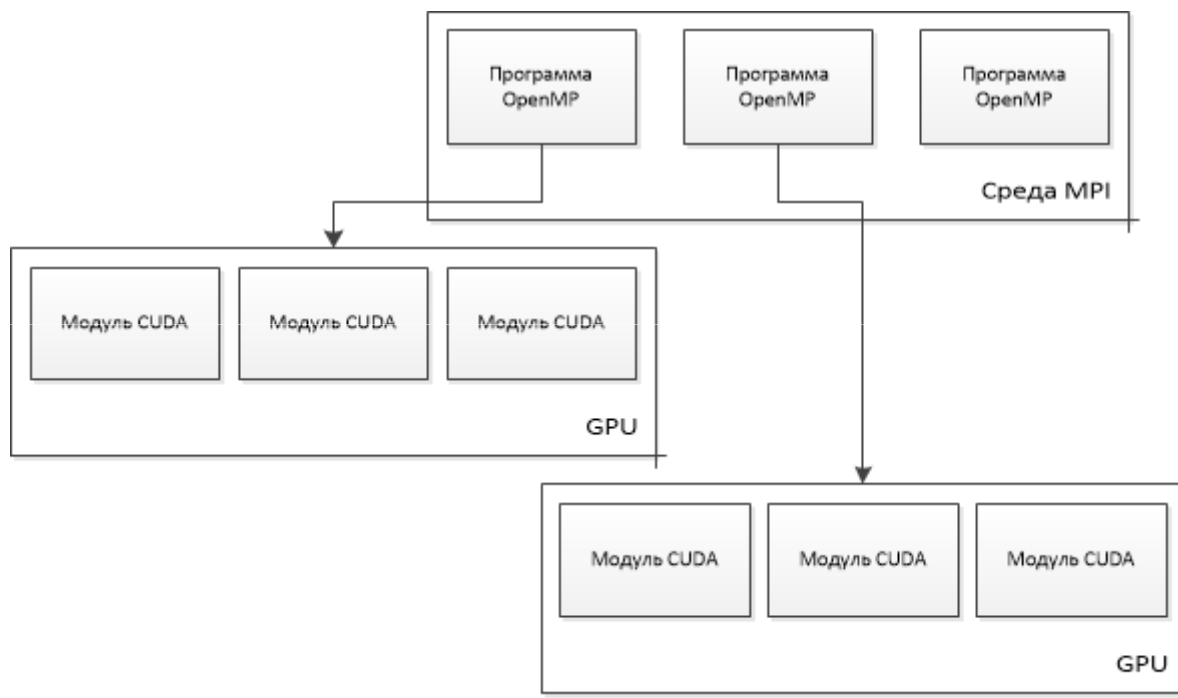 Программа
OpenMP
Программа
OpenMP
Программа
OpenMP
Среда MPI
Модуль CUDA
Модуль CUDA
Модуль CUDA
GPU
Модуль CUDA
Модуль CUDA
Модуль CUDA
GPU